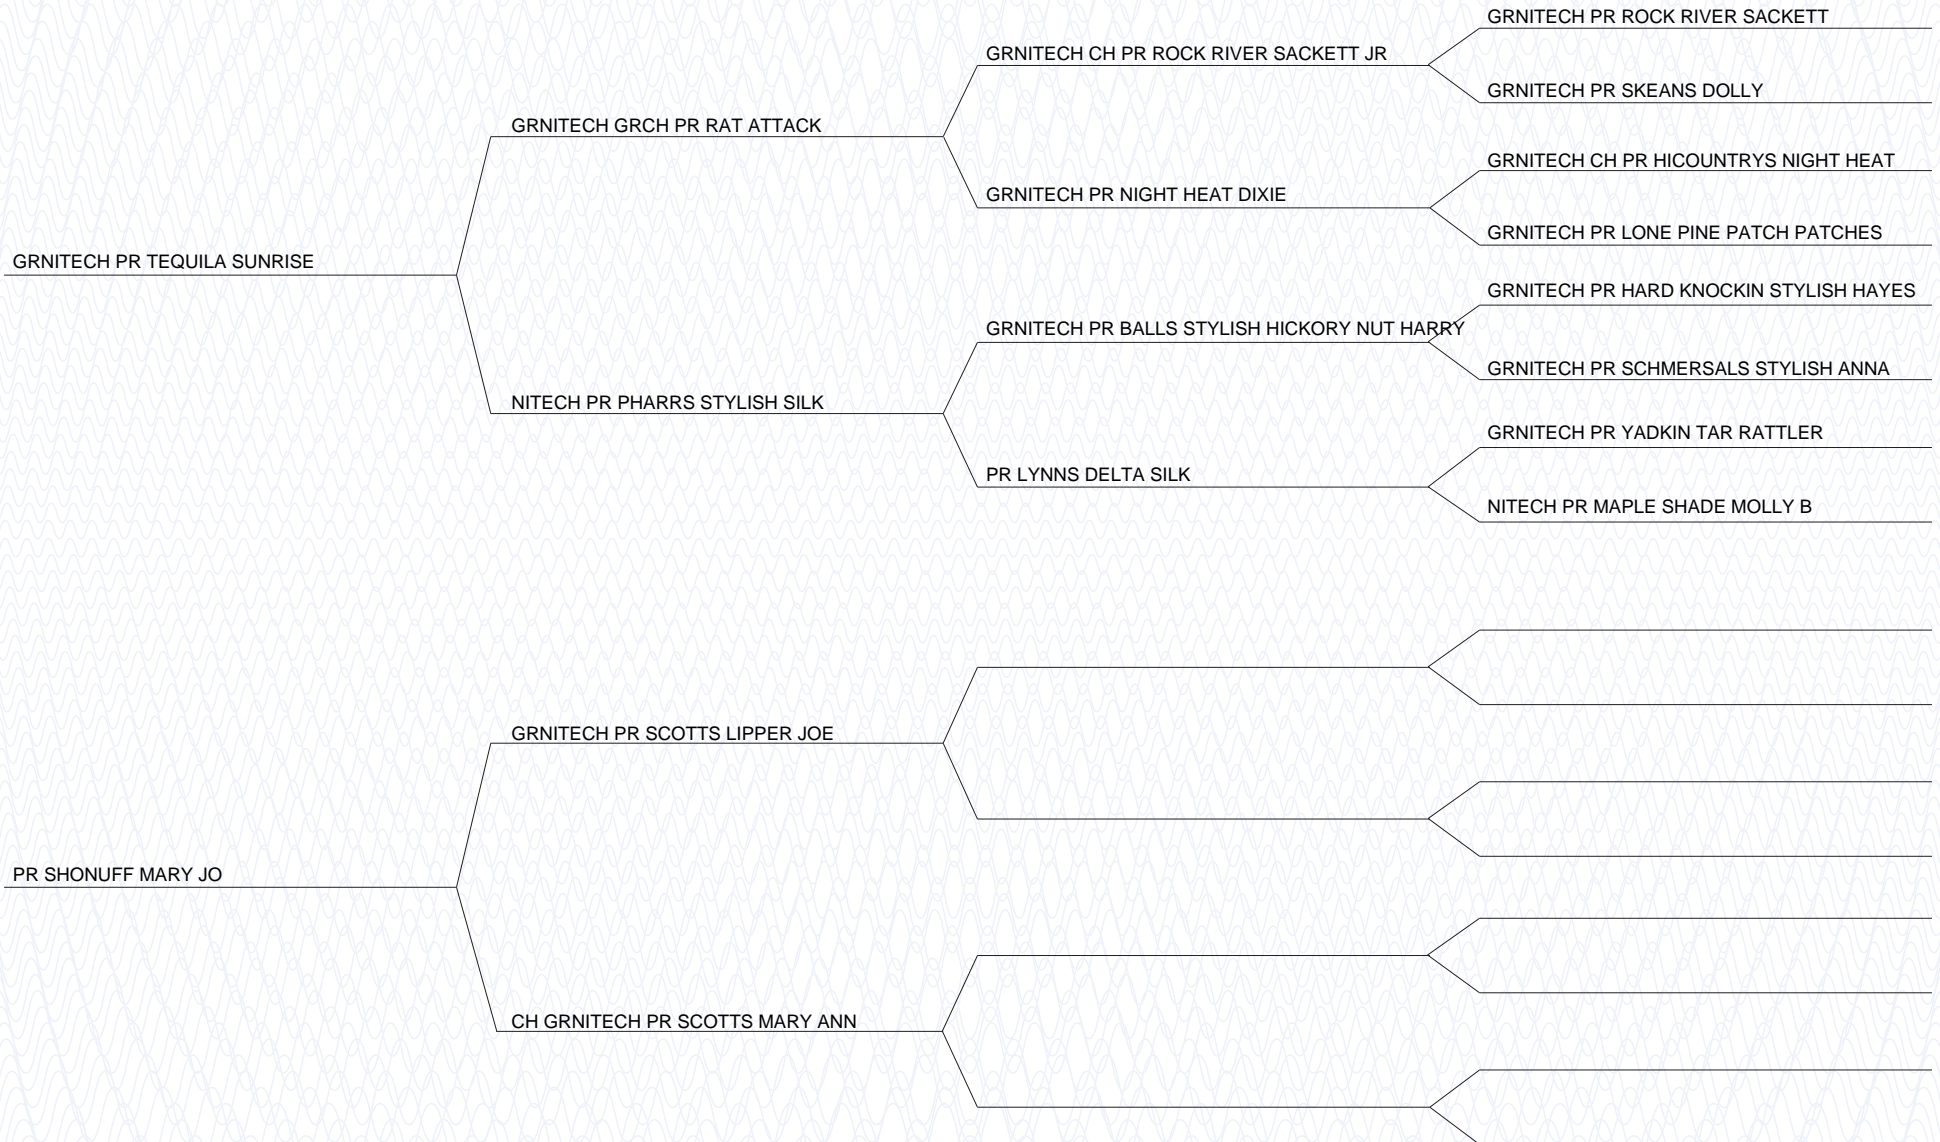 GRNITECH PR ROCK RIVER SACKETT
GRNITECH CH PR ROCK RIVER SACKETT JR
GRNITECH PR SKEANS DOLLY
GRNITECH GRCH PR RAT ATTACK
GRNITECH CH PR HICOUNTRYS NIGHT HEAT
GRNITECH PR NIGHT HEAT DIXIE
GRNITECH PR LONE PINE PATCH PATCHES
GRNITECH PR TEQUILA SUNRISE
GRNITECH PR HARD KNOCKIN STYLISH HAYES
GRNITECH PR BALLS STYLISH HICKORY NUT HARRY
GRNITECH PR SCHMERSALS STYLISH ANNA
NITECH PR PHARRS STYLISH SILK
GRNITECH PR YADKIN TAR RATTLER
PR LYNNS DELTA SILK
NITECH PR MAPLE SHADE MOLLY B
GRNITECH PR SCOTTS LIPPER JOE
PR SHONUFF MARY JO
CH GRNITECH PR SCOTTS MARY ANN